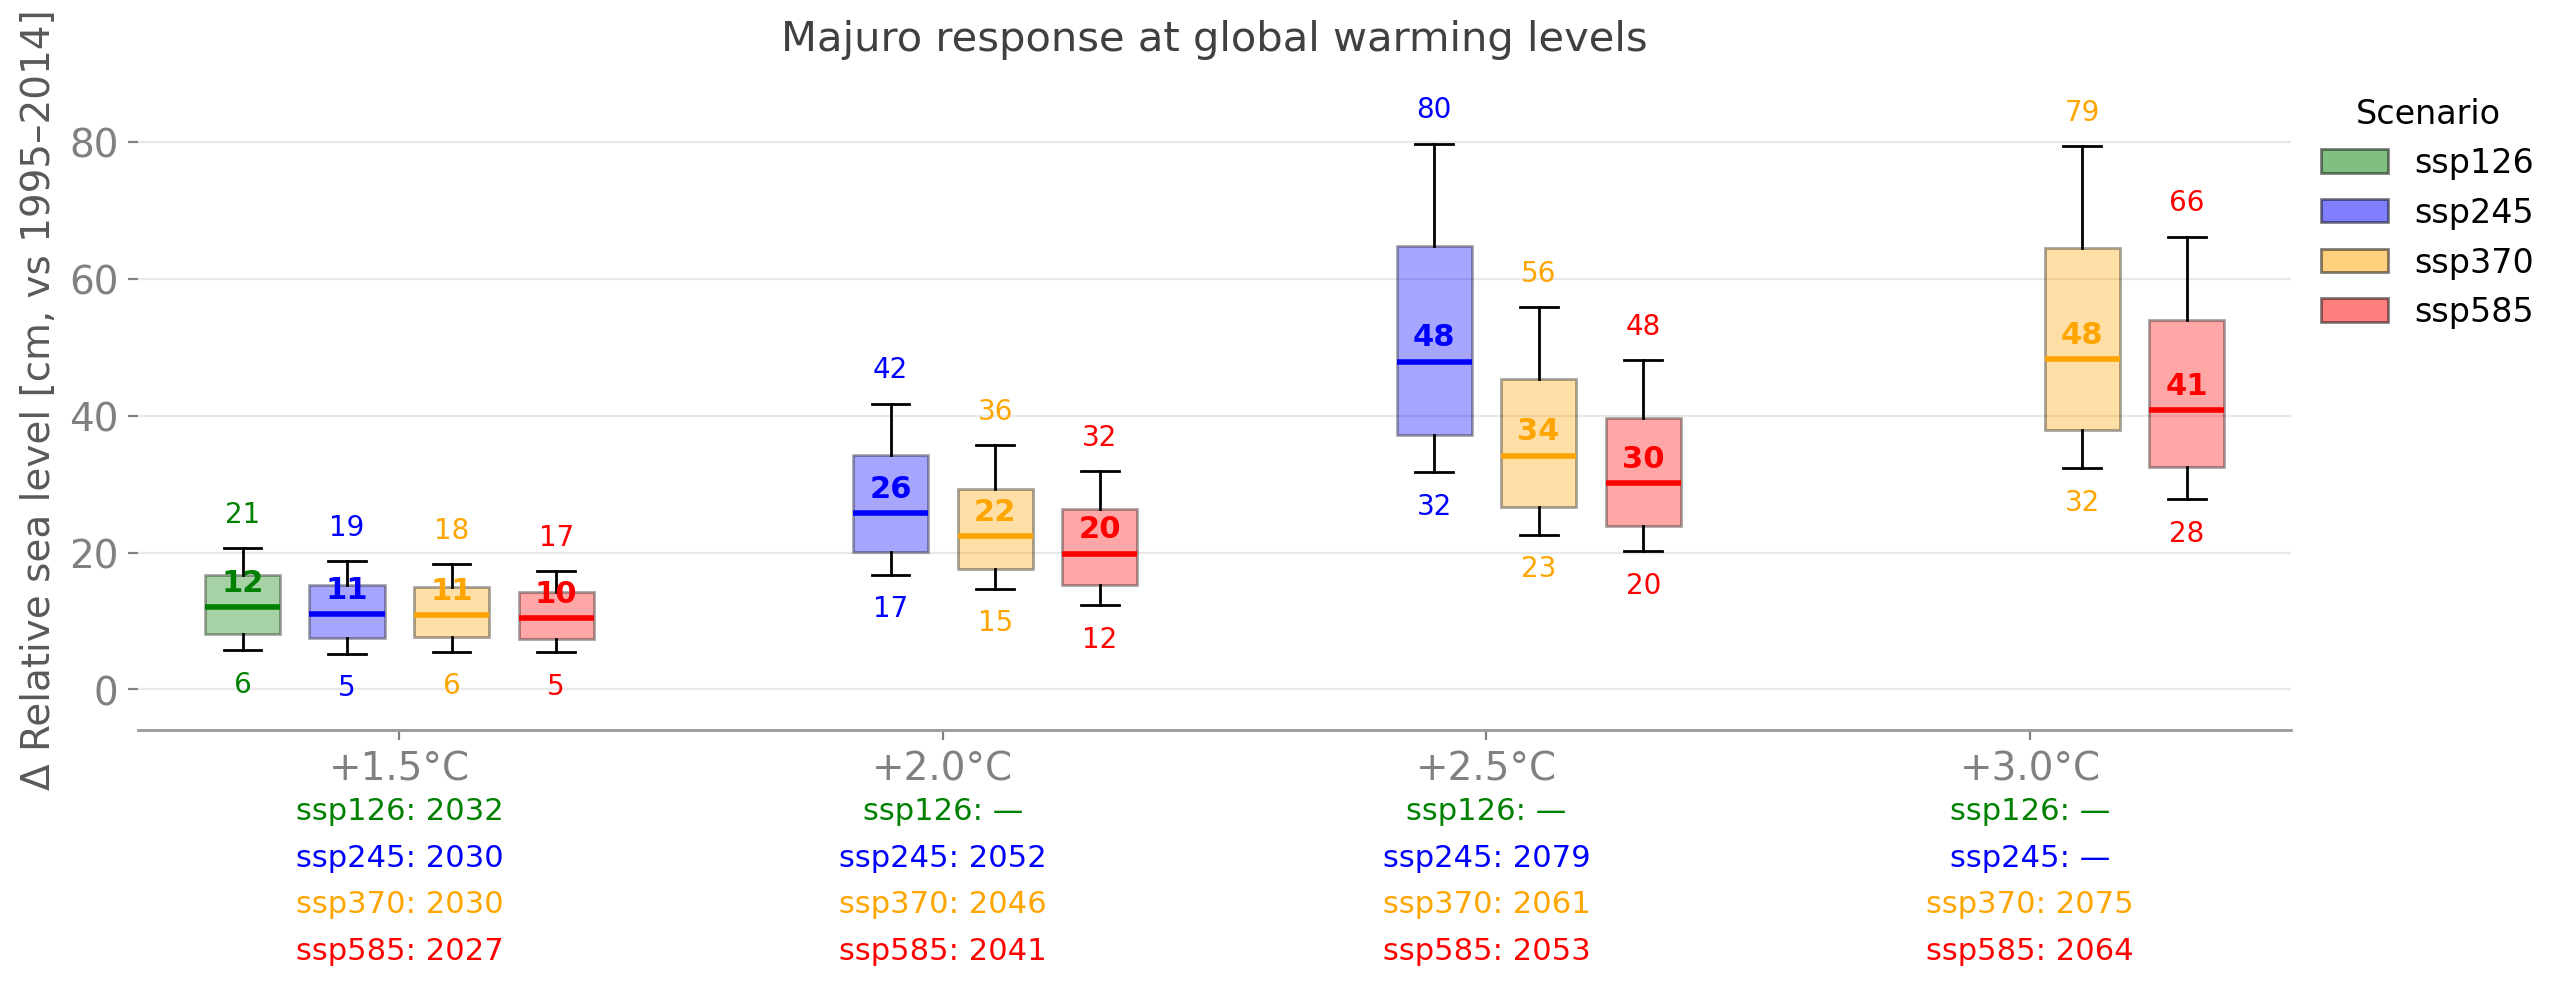 Majuro response at global warming levels
Δ Relative sea level [cm, vs 1995–2014]
80
60
40
20
0
21
12
6
19
11
5
18
11
6
17
10
5
42
26
17
36
22
15
32
20
12
80
48
32
56
34
23
48
30
20
79
48
32
66
41
28
Scenario
ssp126
ssp245
ssp370
ssp585
+1.5°C
ssp126: 2032
ssp245: 2030
ssp370: 2030
ssp585: 2027
+2.0°C
ssp126: —
ssp245: 2052
ssp370: 2046
ssp585: 2041
+2.5°C
ssp126: —
ssp245: 2079
ssp370: 2061
ssp585: 2053
+3.0°C
ssp126: —
ssp245: —
ssp370: 2075
ssp585: 2064